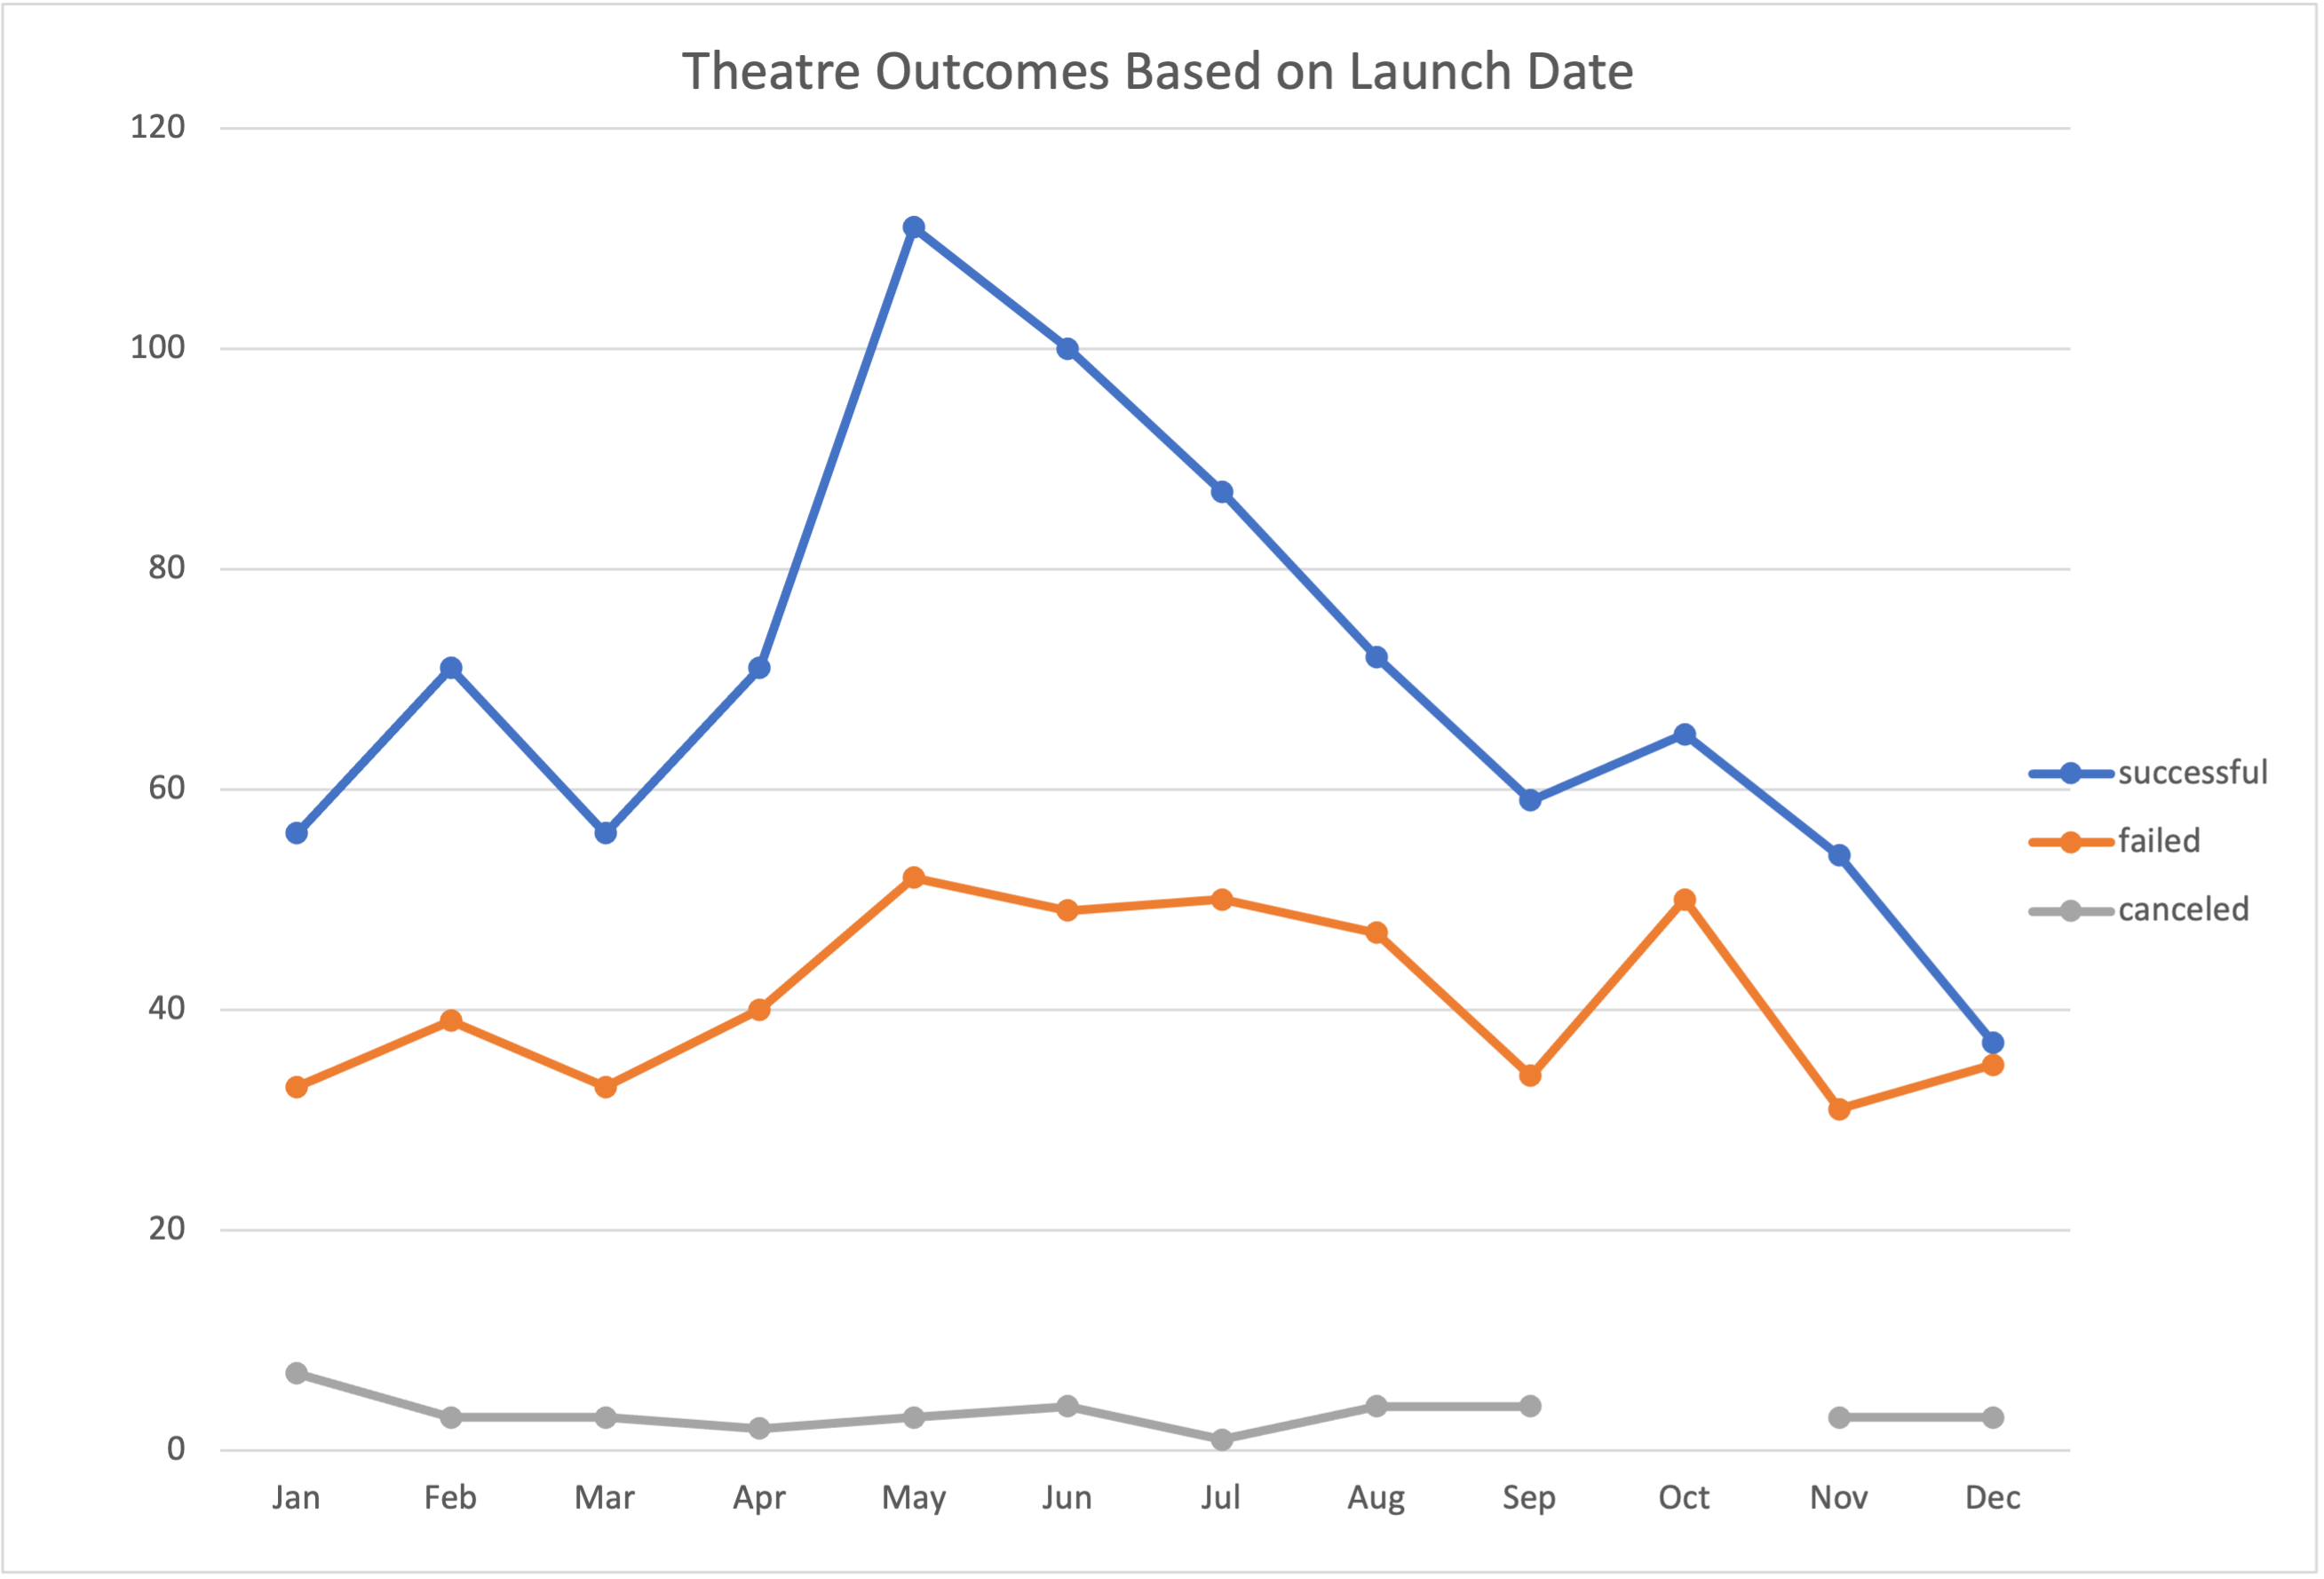 Theatre Outcomes Based on Launch Date
120
100
80
60
40
20
0
Jan Feb Mar Apr May Jun Jul Aug Sep Oct Nov Dec
successful
failed
canceled